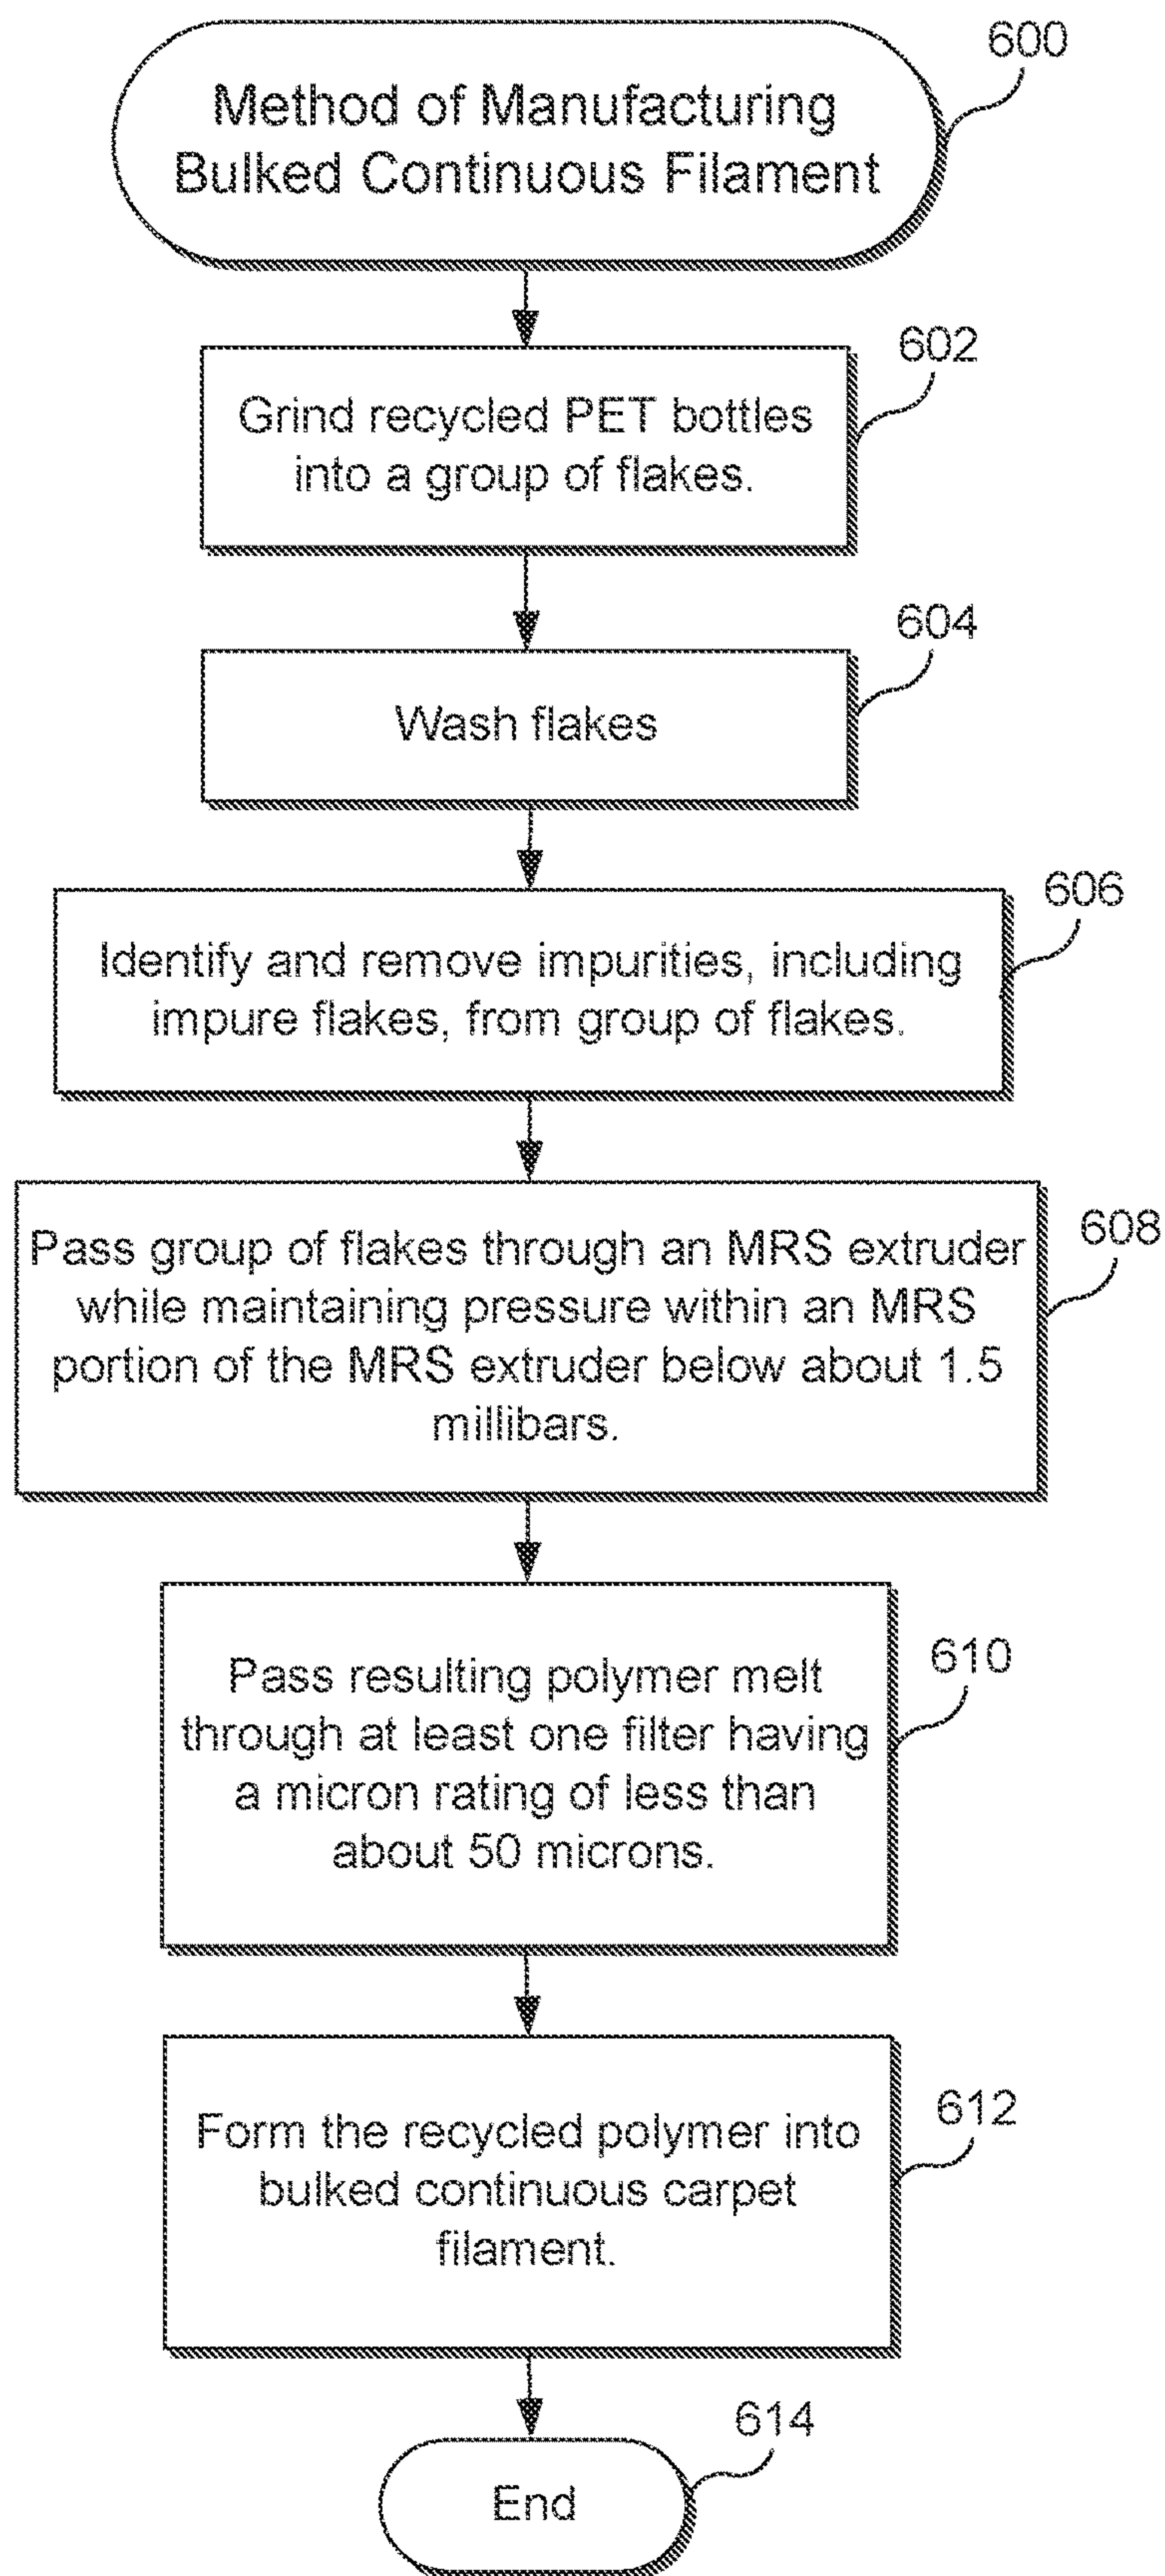 600
Method of Manufacturing
Bulked Continuous Filament
602
Grind recycled PET bottles
into a group of flakes.
604
Wash flakes
606
Identify and remove impurities, including
impure flakes, from group of flakes.
608
Pass group of flakes through an MRS extruder
while maintaining pressure within an MRS
portion of the MRS extruder below about 1.5
millibars.
610
Pass resulting polymer melt
through at least one filter having
a micron rating of less than
about 50 microns.
612
Form the recycled polymer into
bulked continuous carpet
filament.
614
End